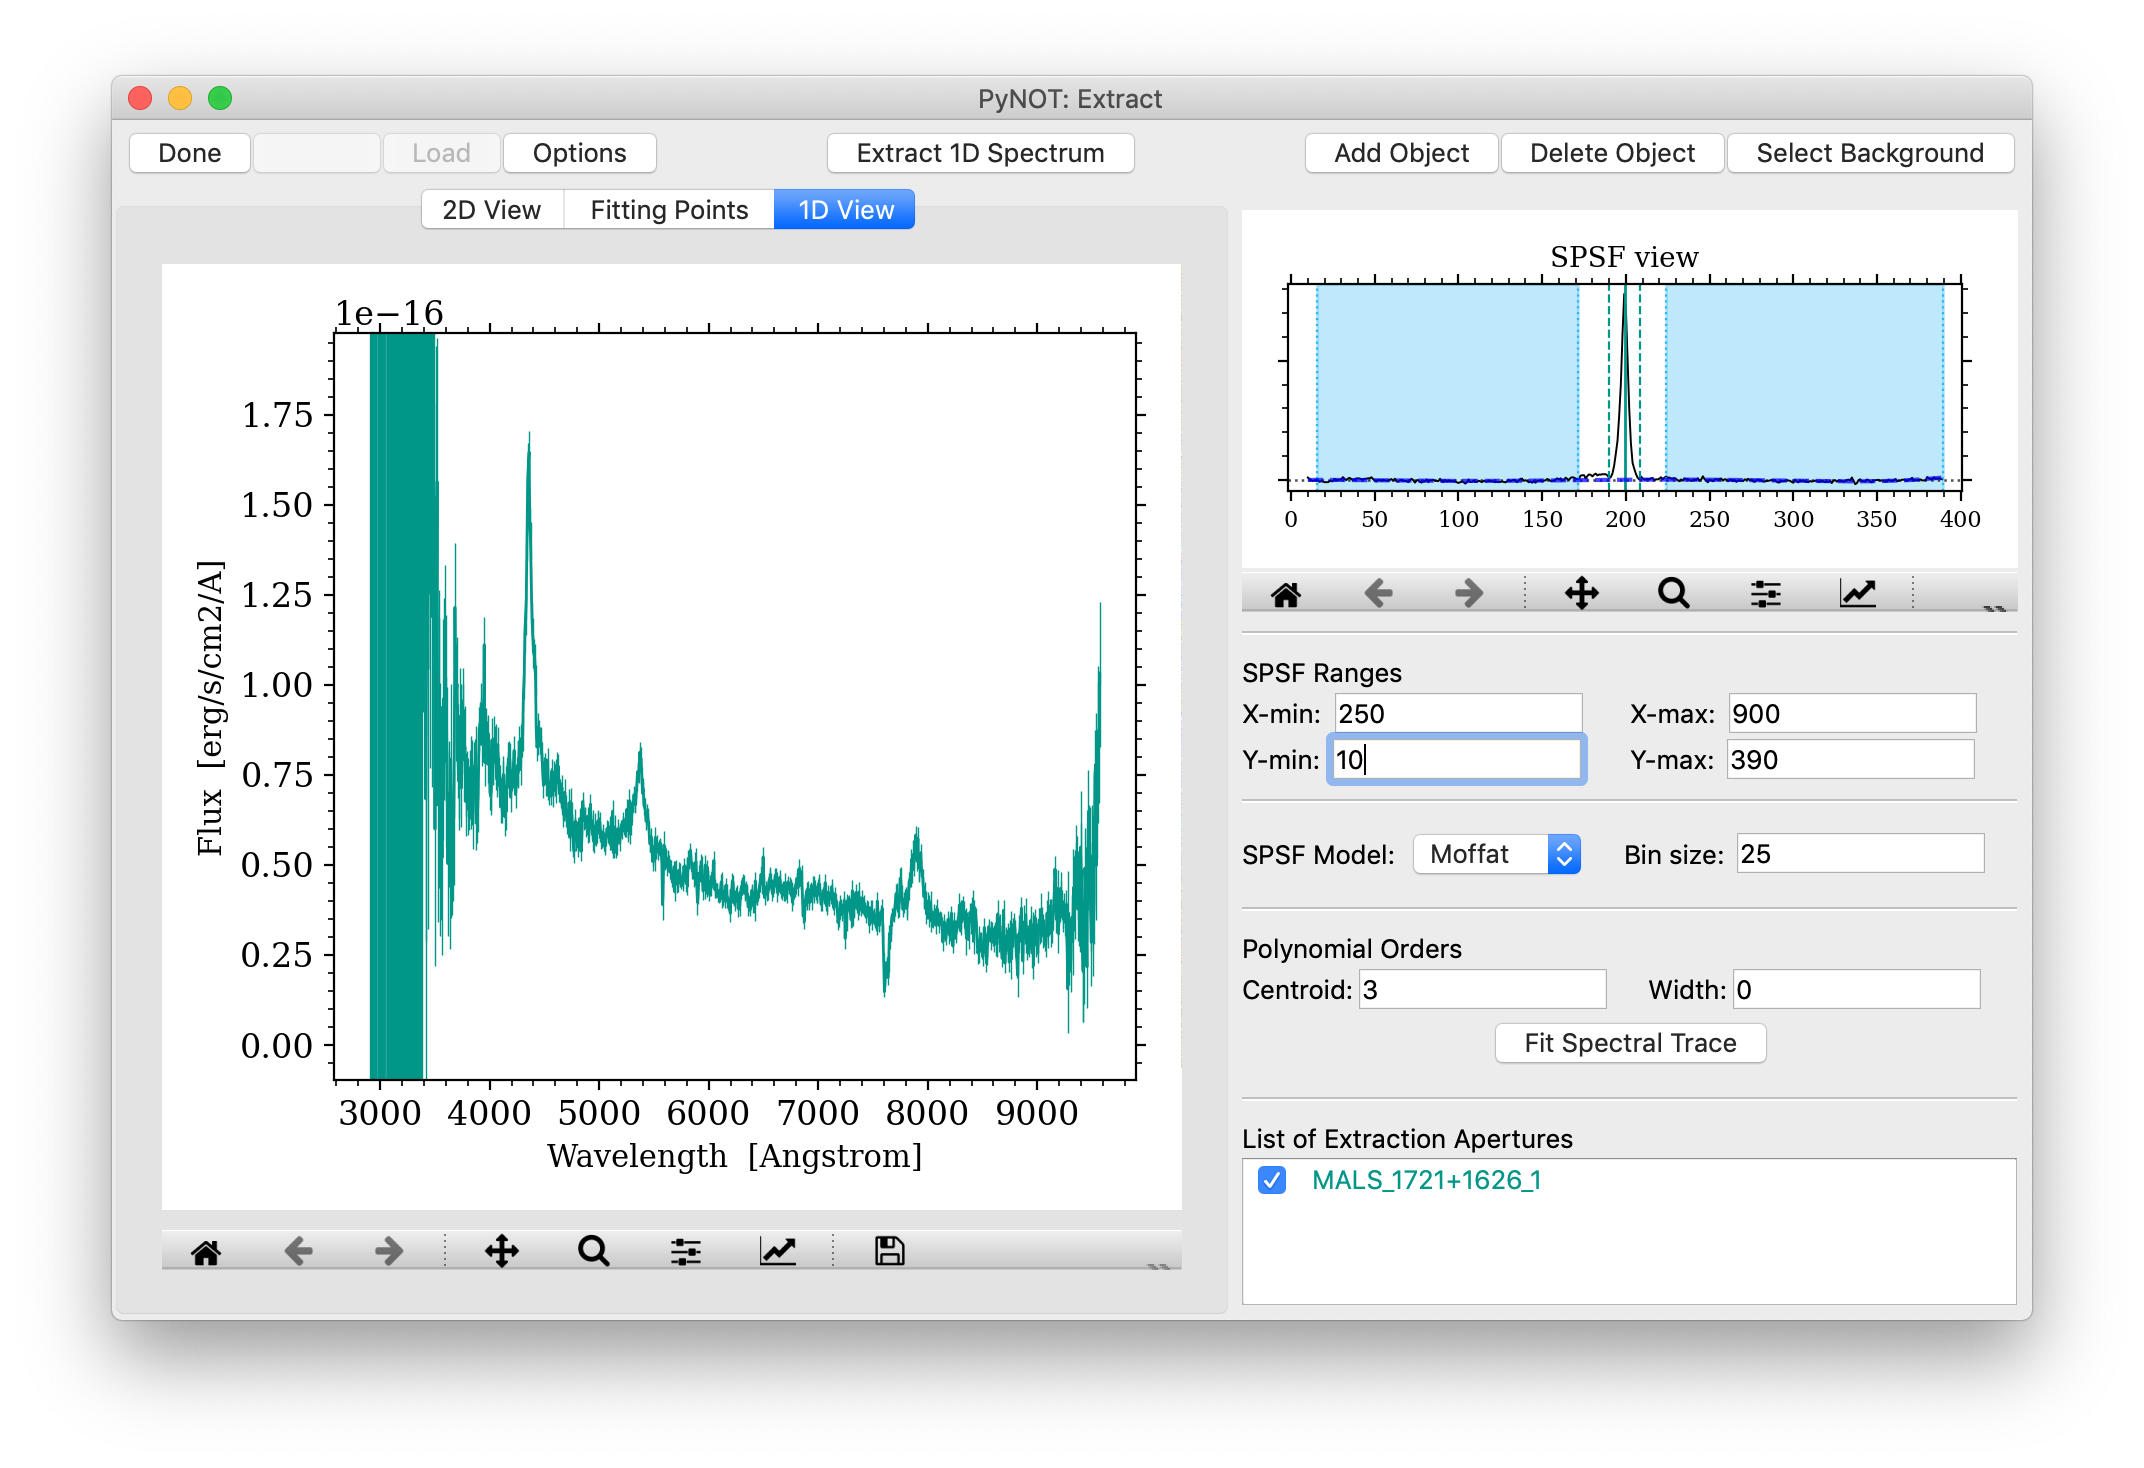 PyNOT: Extract
Done Load Options Extract 1D Spectrum Add Object Delete Object Select Background
2D View Fitting Points 1D View
1e−16
1.75
1.50
1.25
1.00
0.75
0.50
0.25
0.00
Flux [erg/s/cm2/A]
3000 4000 5000 6000 7000 8000 9000
Wavelength [Angstrom]
SPSF view
0 50 100 150 200 250 300 350 400
SPSF Ranges
X-min: 250 X-max: 900
Y-min: 10 Y-max: 390
SPSF Model: Moffat Bin size: 25
Polynomial Orders
Centroid: 3 Width: 0
Fit Spectral Trace
List of Extraction Apertures
MALS_1721+1626_1